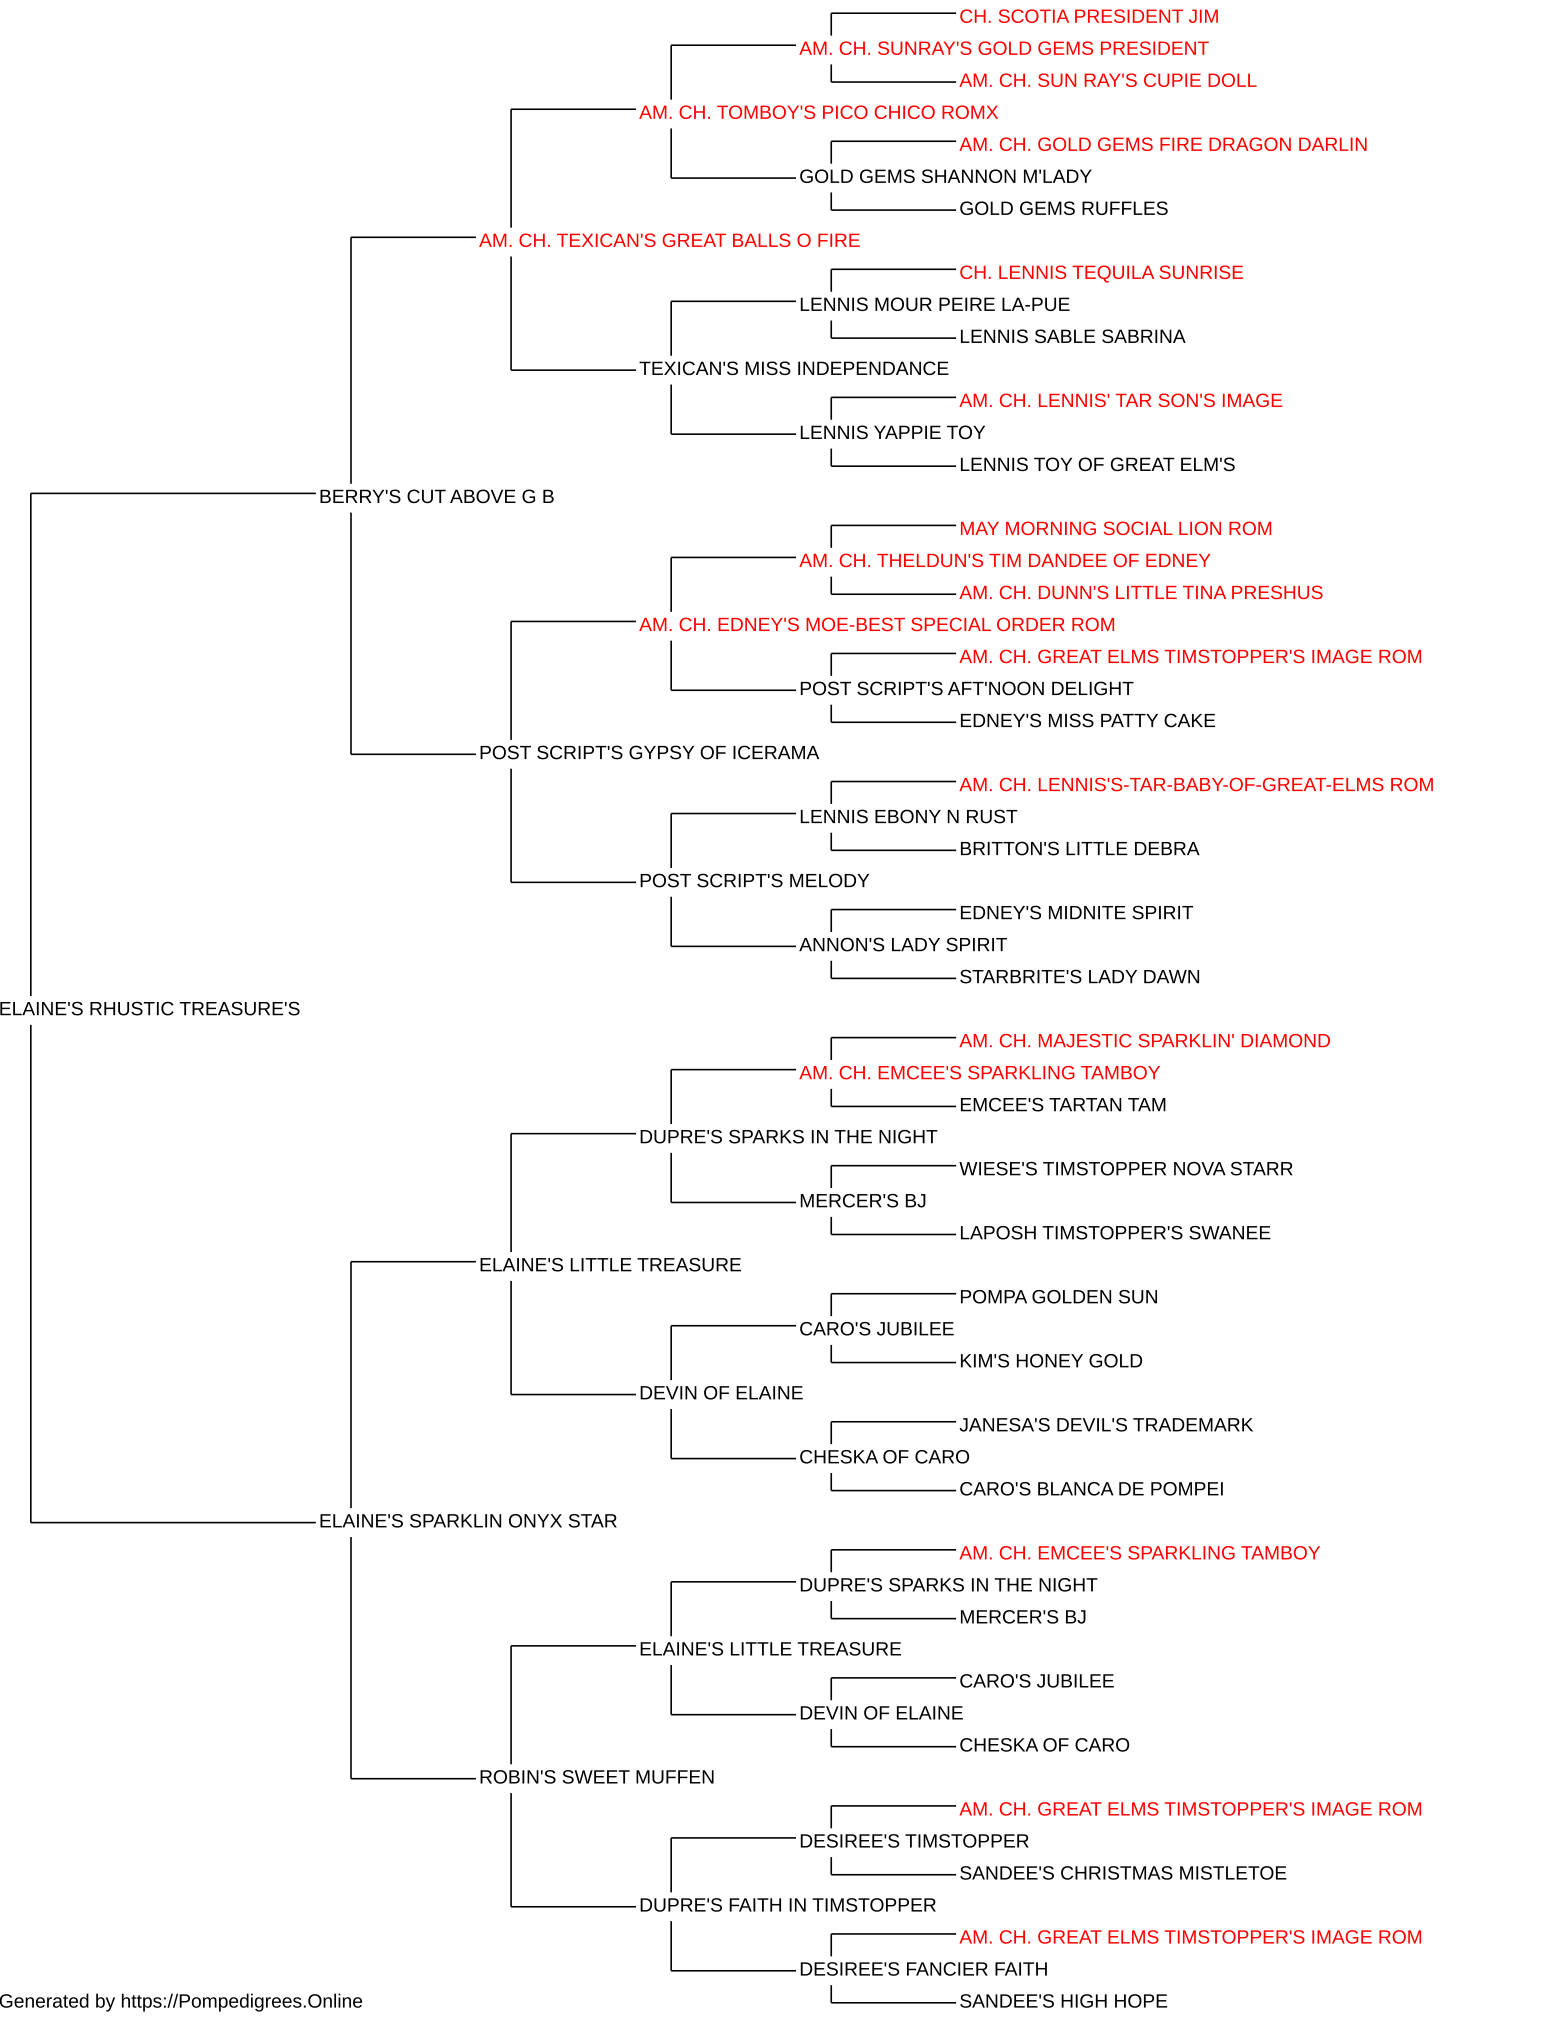 CH. SCOTIA PRESIDENT JIM
AM. CH. SUNRAY'S GOLD GEMS PRESIDENT
AM. CH. SUN RAY'S CUPIE DOLL
AM. CH. TOMBOY'S PICO CHICO ROMX
AM. CH. GOLD GEMS FIRE DRAGON DARLIN
GOLD GEMS SHANNON M'LADY
GOLD GEMS RUFFLES
AM. CH. TEXICAN'S GREAT BALLS O FIRE
CH. LENNIS TEQUILA SUNRISE
LENNIS MOUR PEIRE LA-PUE
LENNIS SABLE SABRINA
TEXICAN'S MISS INDEPENDANCE
AM. CH. LENNIS' TAR SON'S IMAGE
LENNIS YAPPIE TOY
LENNIS TOY OF GREAT ELM'S
BERRY'S CUT ABOVE G B
MAY MORNING SOCIAL LION ROM
AM. CH. THELDUN'S TIM DANDEE OF EDNEY
AM. CH. DUNN'S LITTLE TINA PRESHUS
AM. CH. EDNEY'S MOE-BEST SPECIAL ORDER ROM
AM. CH. GREAT ELMS TIMSTOPPER'S IMAGE ROM
POST SCRIPT'S AFT'NOON DELIGHT
EDNEY'S MISS PATTY CAKE
POST SCRIPT'S GYPSY OF ICERAMA
AM. CH. LENNIS'S-TAR-BABY-OF-GREAT-ELMS ROM
LENNIS EBONY N RUST
BRITTON'S LITTLE DEBRA
POST SCRIPT'S MELODY
EDNEY'S MIDNITE SPIRIT
ANNON'S LADY SPIRIT
STARBRITE'S LADY DAWN
ELAINE'S RHUSTIC TREASURE'S
AM. CH. MAJESTIC SPARKLIN' DIAMOND
AM. CH. EMCEE'S SPARKLING TAMBOY
EMCEE'S TARTAN TAM
DUPRE'S SPARKS IN THE NIGHT
WIESE'S TIMSTOPPER NOVA STARR
MERCER'S BJ
LAPOSH TIMSTOPPER'S SWANEE
ELAINE'S LITTLE TREASURE
POMPA GOLDEN SUN
CARO'S JUBILEE
KIM'S HONEY GOLD
DEVIN OF ELAINE
JANESA'S DEVIL'S TRADEMARK
CHESKA OF CARO
CARO'S BLANCA DE POMPEI
ELAINE'S SPARKLIN ONYX STAR
AM. CH. EMCEE'S SPARKLING TAMBOY
DUPRE'S SPARKS IN THE NIGHT
MERCER'S BJ
ELAINE'S LITTLE TREASURE
CARO'S JUBILEE
DEVIN OF ELAINE
CHESKA OF CARO
ROBIN'S SWEET MUFFEN
AM. CH. GREAT ELMS TIMSTOPPER'S IMAGE ROM
DESIREE'S TIMSTOPPER
SANDEE'S CHRISTMAS MISTLETOE
DUPRE'S FAITH IN TIMSTOPPER
AM. CH. GREAT ELMS TIMSTOPPER'S IMAGE ROM
DESIREE'S FANCIER FAITH
SANDEE'S HIGH HOPE
Generated by https://Pompedigrees.Online